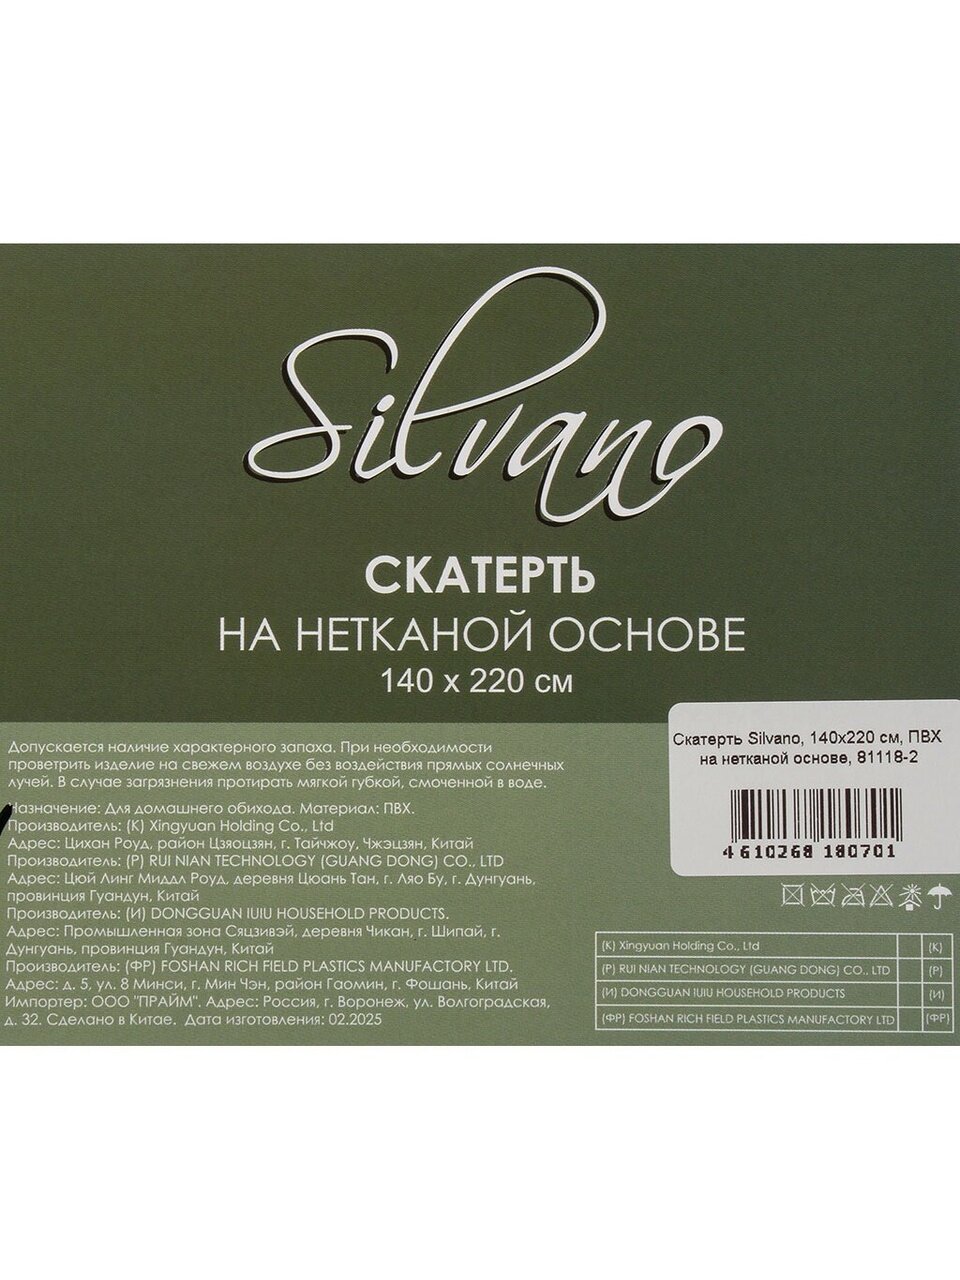 Silvano
СКАТЕРТЬ
НА НЕТКАНОЙ ОСНОВЕ
140 x 220 см
Допускается наличие характерного запаха. При необходимости
проветрить изделие на свежем воздухе без воздействия прямых солнечных
лучей. В случае загрязнения протирать мягкой губкой, смоченной в воде.
Назначение: Для домашнего обихода. Материал: ПВХ.
Производитель: (К) Xingyuan Holding Co., Ltd
Адрес: Цихан Роуд, район Цзяоцзян, г. Тайчжоу, Чжэцзян, Китай
Производитель: (Р) RUI NIAN TECHNOLOGY (GUANG DONG) CO., LTD
Адрес: Цюй Линг Миддл Роуд, деревня Цюань Тан, г. Ляо Бу, г. Дунгуань,
провинция Гуандун, Китай
Производитель: (И) DONGGUAN IUIU HOUSEHOLD PRODUCTS.
Адрес: Промышленная зона Сяцзивэй, деревня Чикан, г. Шипай, г.
Дунгуань, провинция Гуандун, Китай
Производитель: (ФР) FOSHAN RICH FIELD PLASTICS MANUFACTORY LTD.
Адрес: д. 5, ул. 8 Минси, г. Мин Чэн, район Гаомин, г. Фошань, Китай
Импортер: ООО "ПРАЙМ". Адрес: Россия, г. Воронеж, ул. Волгоградская,
д. 32. Сделано в Китае. Дата изготовления: 02.2025
Скатерть Silvano, 140x220 см, ПВХ
на нетканой основе, 81118-2
4 610268 180701
(К) Xingyuan Holding Co., Ltd (К)
(Р) RUI NIAN TECHNOLOGY (GUANG DONG) CO., LTD (Р)
(И) DONGGUAN IUIU HOUSEHOLD PRODUCTS (И)
(ФР) FOSHAN RICH FIELD PLASTICS MANUFACTORY LTD (ФР)